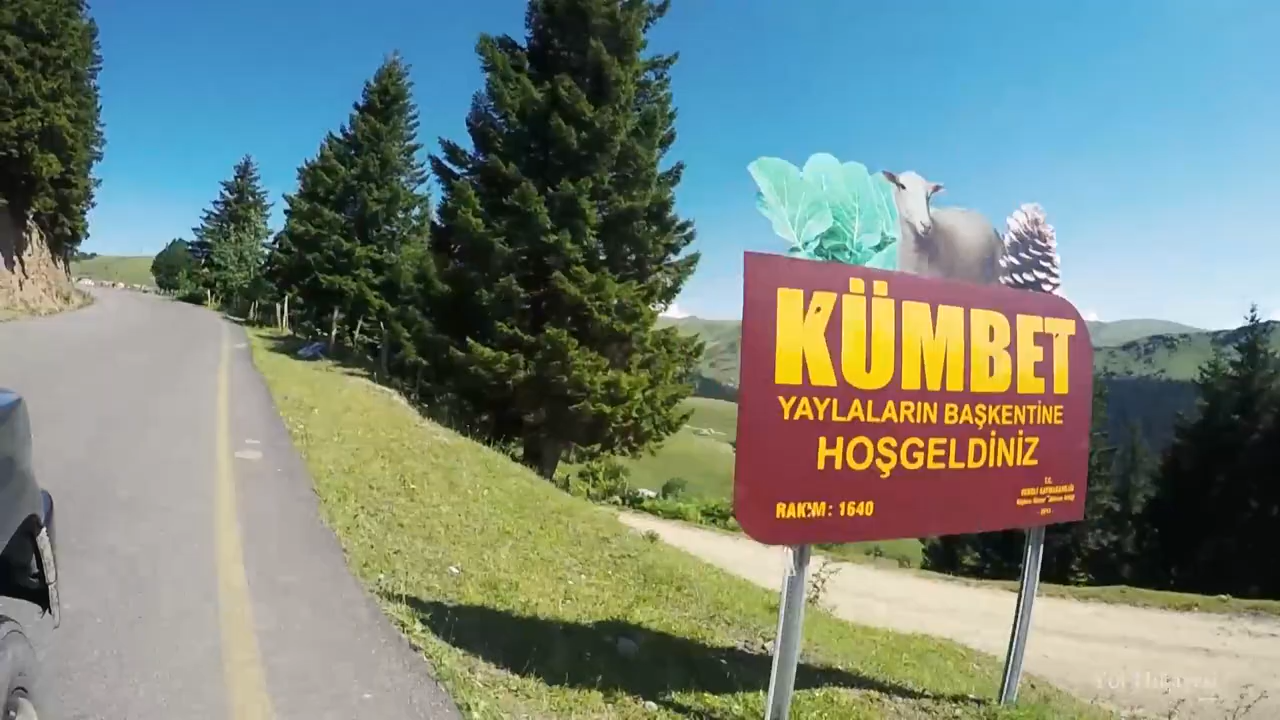 KÜMBET
YAYLALARIN BAŞKENTİNE
HOŞGELDİNİZ
RAKIM: 1640
T.C.